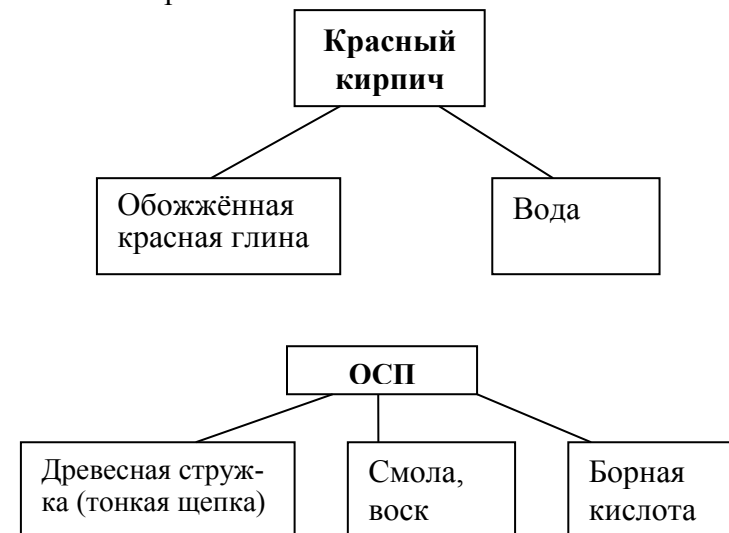 Красный
кирпич
Обожжённая
красная глина
Вода
ОСП
Древесная струж-
ка (тонкая щепка)
Смола,
воск
Борная
кислота